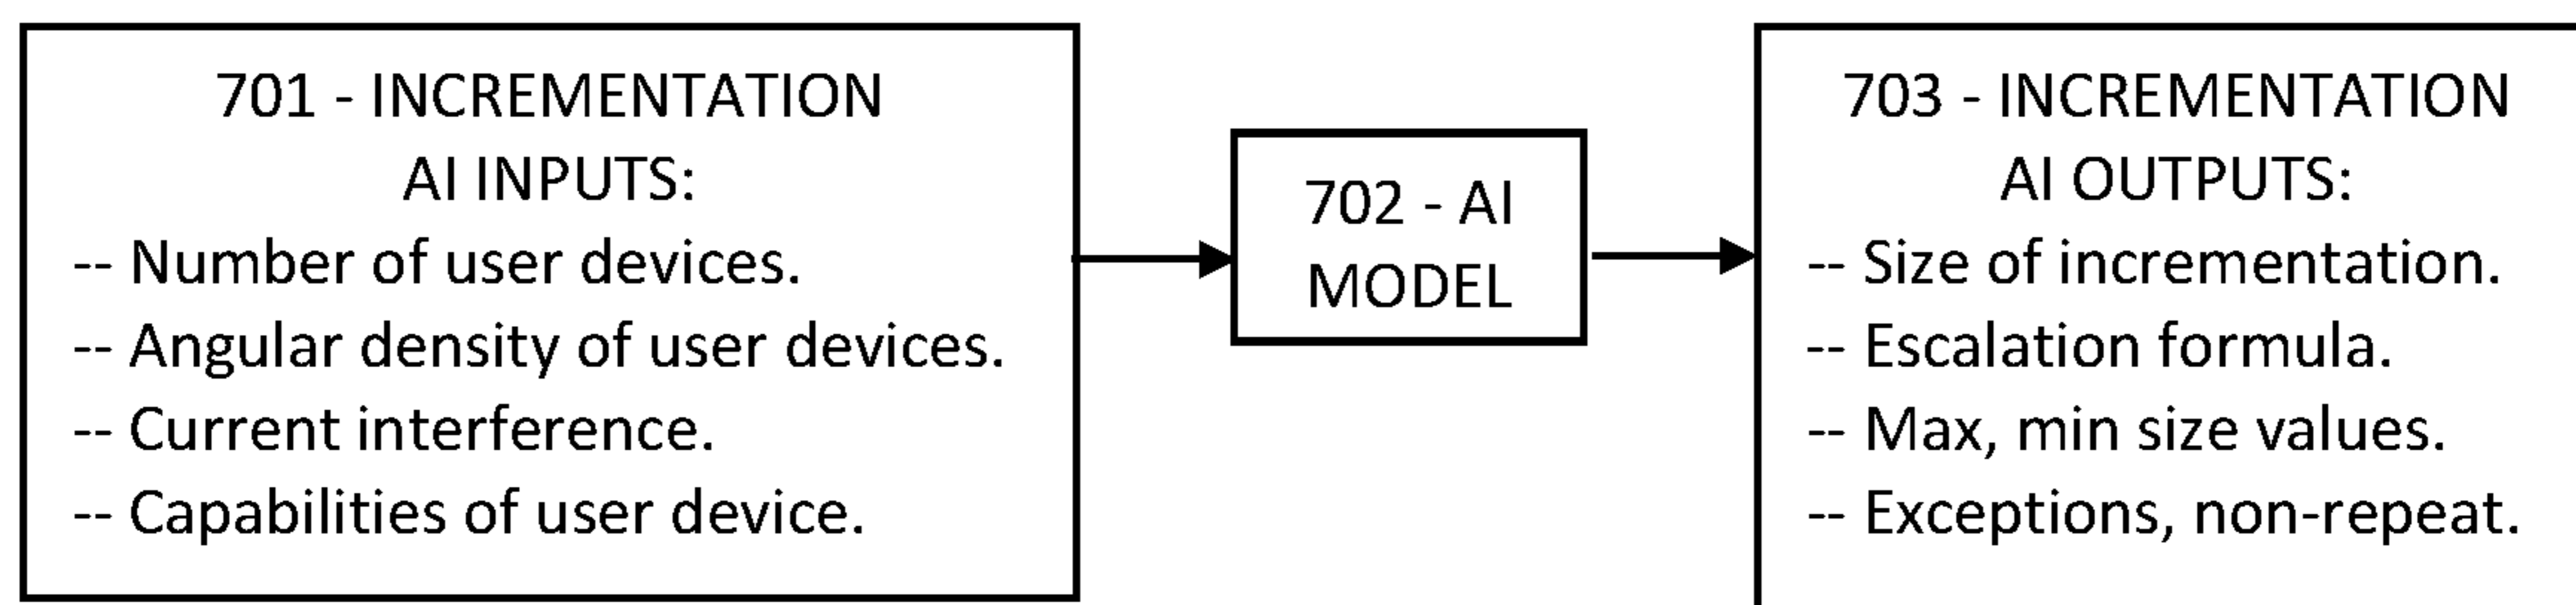 701 - INCREMENTATION
AI INPUTS:
-- Number of user devices.
-- Angular density of user devices.
-- Current interference.
-- Capabilities of user device.
702 - AI
MODEL
703 - INCREMENTATION
AI OUTPUTS:
-- Size of incrementation.
-- Escalation formula.
-- Max, min size values.
-- Exceptions, non-repeat.